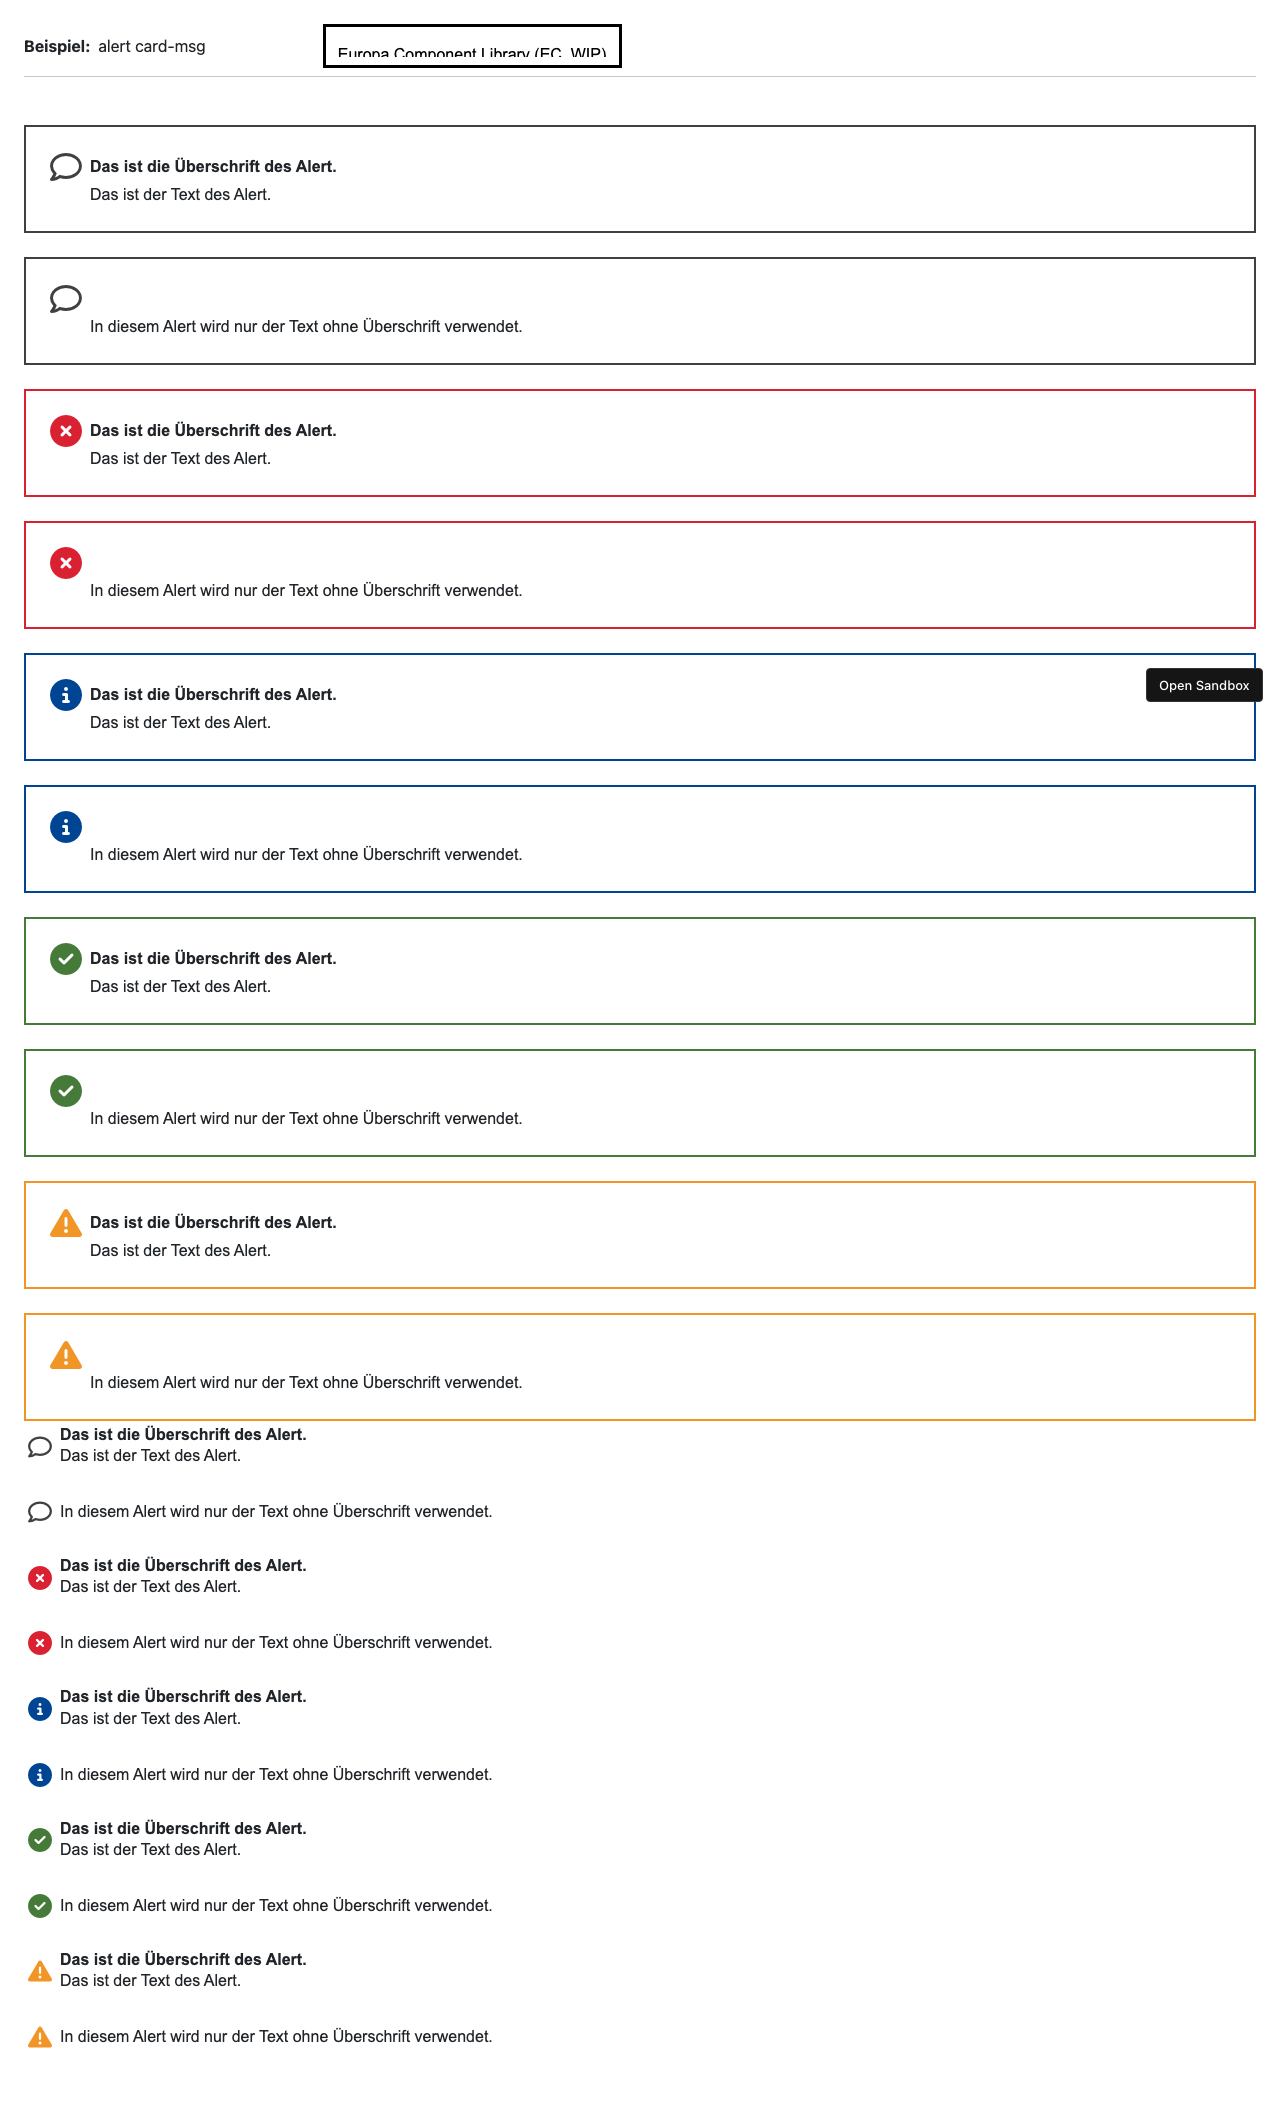 Beispiel: alert card-msg
Europa Component Library (EC, WIP)
Das ist die Überschrift des Alert.
Das ist der Text des Alert.
In diesem Alert wird nur der Text ohne Überschrift verwendet.
Das ist die Überschrift des Alert.
Das ist der Text des Alert.
In diesem Alert wird nur der Text ohne Überschrift verwendet.
Das ist die Überschrift des Alert.
Open Sandbox
Das ist der Text des Alert.
In diesem Alert wird nur der Text ohne Überschrift verwendet.
Das ist die Überschrift des Alert.
Das ist der Text des Alert.
In diesem Alert wird nur der Text ohne Überschrift verwendet.
Das ist die Überschrift des Alert.
Das ist der Text des Alert.
In diesem Alert wird nur der Text ohne Überschrift verwendet.
Das ist die Überschrift des Alert.
Das ist der Text des Alert.
In diesem Alert wird nur der Text ohne Überschrift verwendet.
Das ist die Überschrift des Alert.
Das ist der Text des Alert.
In diesem Alert wird nur der Text ohne Überschrift verwendet.
Das ist die Überschrift des Alert.
Das ist der Text des Alert.
In diesem Alert wird nur der Text ohne Überschrift verwendet.
Das ist die Überschrift des Alert.
Das ist der Text des Alert.
In diesem Alert wird nur der Text ohne Überschrift verwendet.
Das ist die Überschrift des Alert.
Das ist der Text des Alert.
In diesem Alert wird nur der Text ohne Überschrift verwendet.